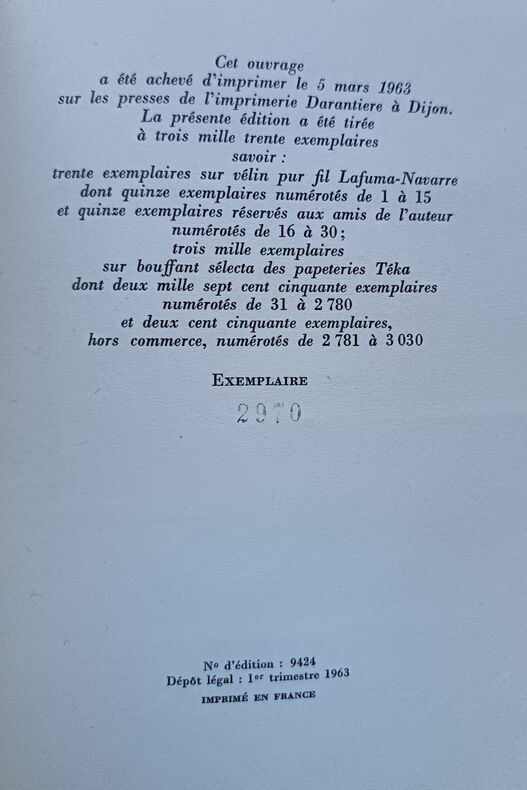 Cet ouvrage
a été achevé d'imprimer le 5 mars 1963
sur les presses de l'imprimerie Darantiere à Dijon.
La présente édition a été tirée
à trois mille trente exemplaires
savoir :
trente exemplaires sur vélin pur fil Lafuma-Navarre
dont quinze exemplaires numérotés de 1 à 15
et quinze exemplaires réservés aux amis de l'auteur
numérotés de 16 à 30 ;
trois mille exemplaires
sur bouffant sélecta des papeteries Téka
dont deux mille sept cent cinquante exemplaires
numérotés de 31 à 2 780
et deux cent cinquante exemplaires,
hors commerce, numérotés de 2 781 à 3 030
EXEMPLAIRE
2970
No d'édition : 9424
Dépôt légal : 1er trimestre 1963
IMPRIMÉ EN FRANCE